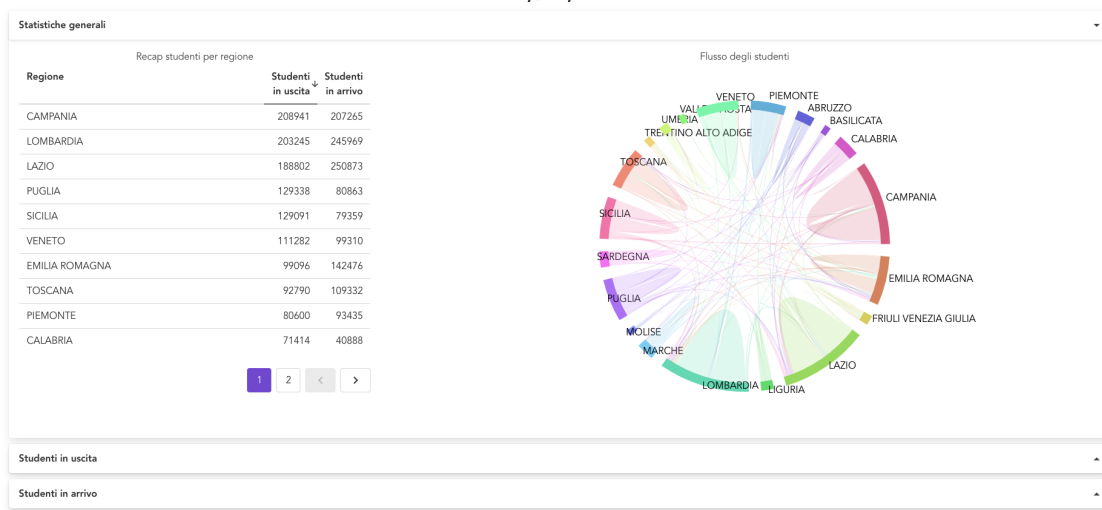 Statistiche generali
Recap studenti per regione
Regione Studenti in uscita Studenti in arrivo
CAMPANIA 208941 207265
LOMBARDIA 203245 245969
LAZIO 188802 250873
PUGLIA 129338 80863
SICILIA 129091 79359
VENETO 111282 99310
EMILIA ROMAGNA 99096 142476
TOSCANA 92790 109332
PIEMONTE 80600 93435
CALABRIA 71414 40888
1 2
Flusso degli studenti
VENETO
PIEMONTE
ABRUZZO
BASILICATA
CALABRIA
CAMPANIA
EMILIA ROMAGNA
FRIULI VENEZIA GIULIA
LAZIO
LIGURIA
LOMBARDIA
MARCHE
MOLISE
PUGLIA
SARDEGNA
SICILIA
TOSCANA
TRENTINO ALTO ADIGE
UMBRIA
Studenti in uscita
Studenti in arrivo